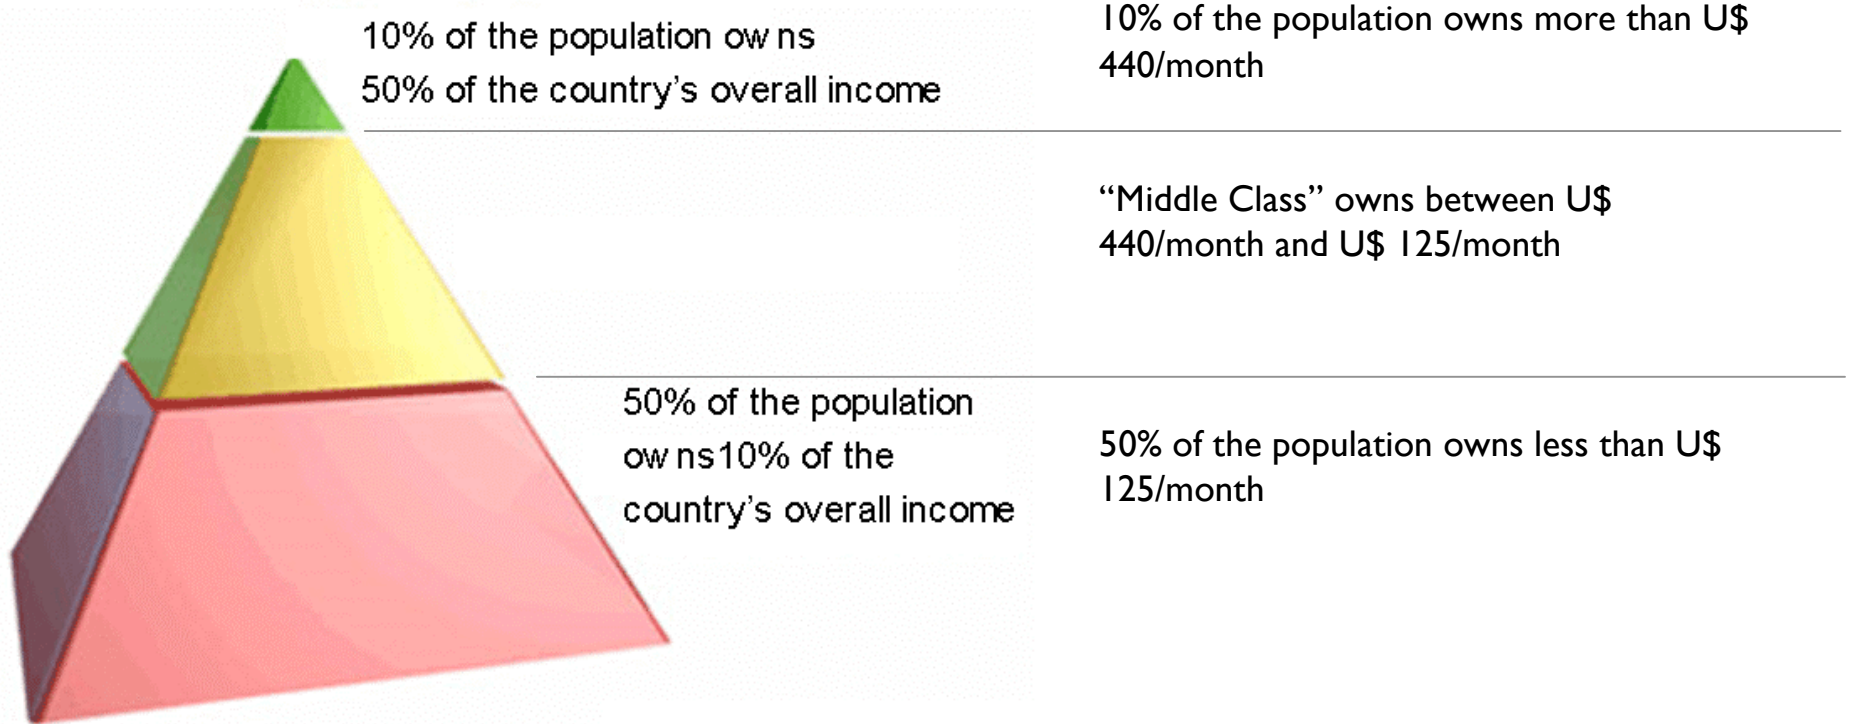 10% of the population ow ns
50% of the country's overall income
10% of the population owns more than U$
440/month
“Middle Class” owns between U$
440/month and U$ 125/month
50% of the population
ow ns10% of the
country's overall income
50% of the population owns less than U$
125/month